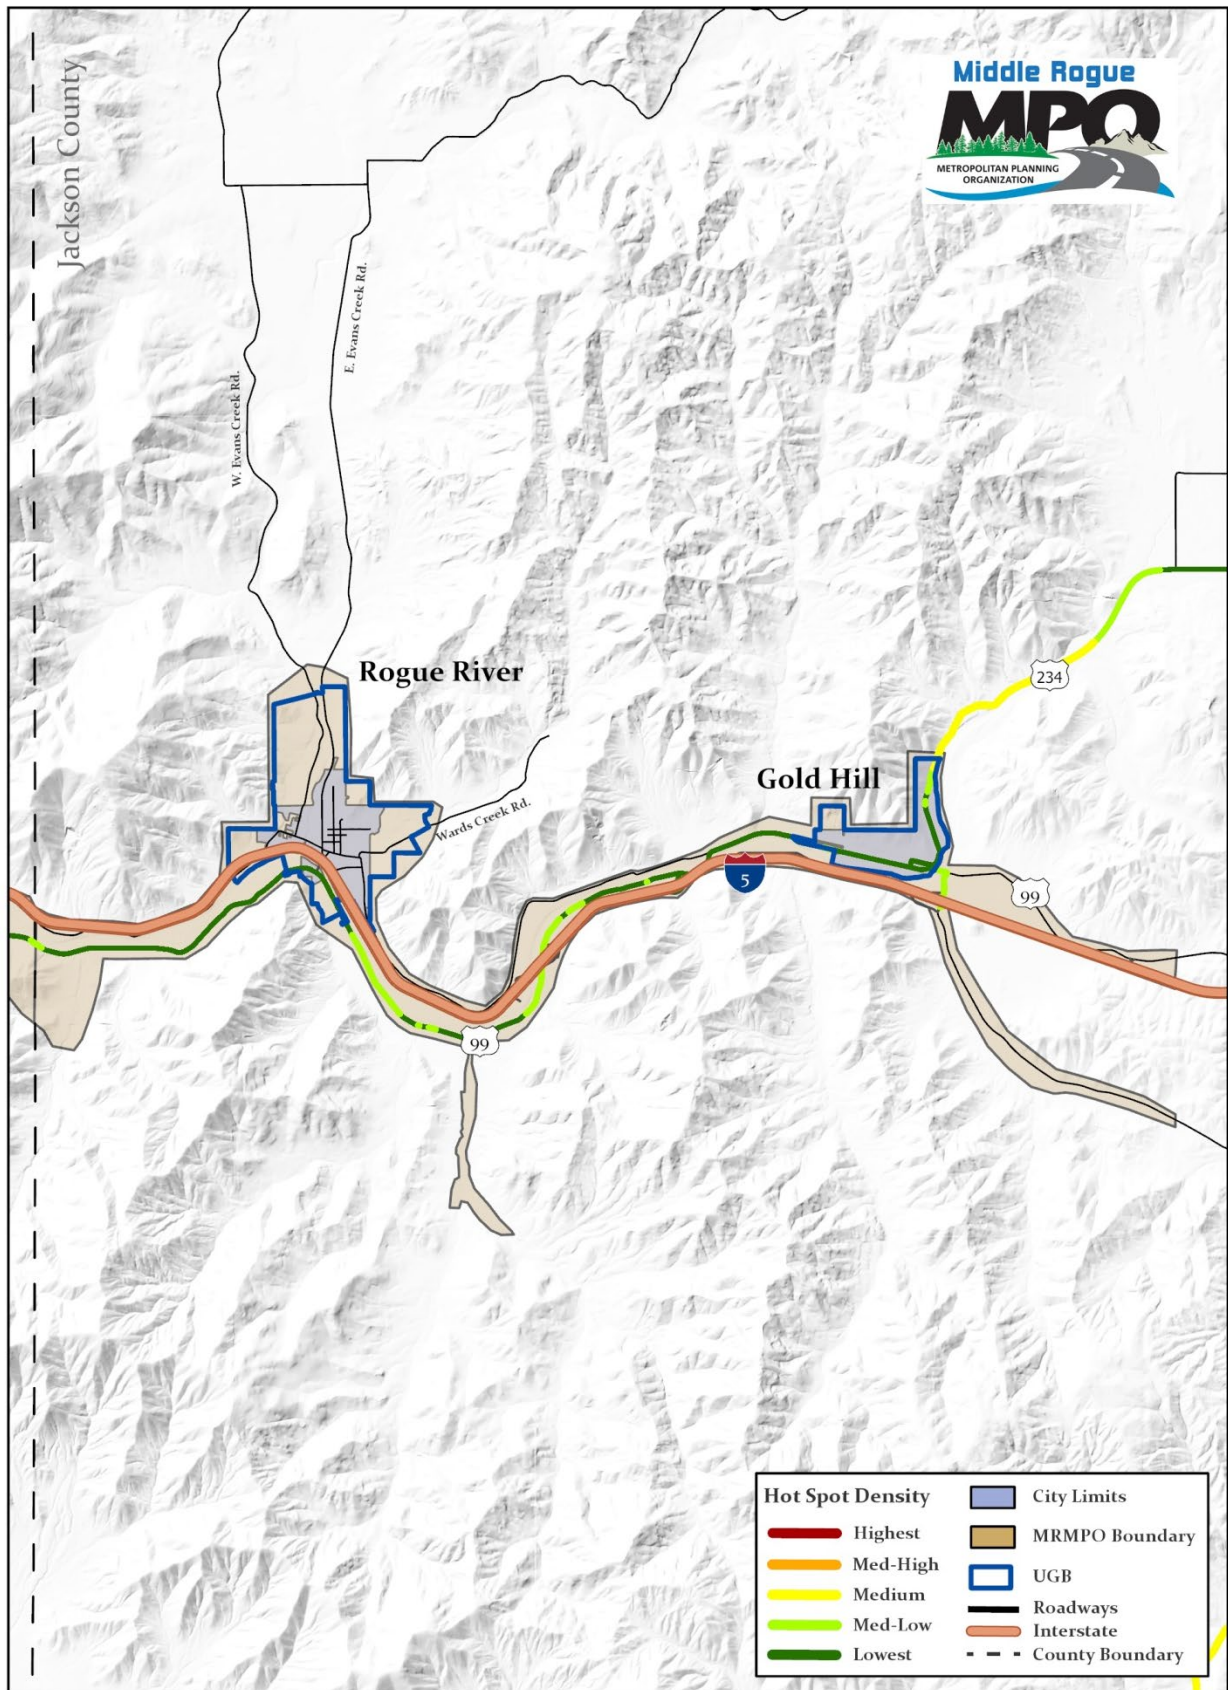 Jackson County
Middle Rogue
MPO
METROPOLITAN PLANNING
ORGANIZATION
W. Evans Creek Rd.
E. Evans Creek Rd.
Rogue River
234
Gold Hill
Wards Creek Rd.
5
99
99
Hot Spot Density
Highest
Med-High
Medium
Med-Low
Lowest
City Limits
MRMPO Boundary
UGB
Roadways
Interstate
County Boundary